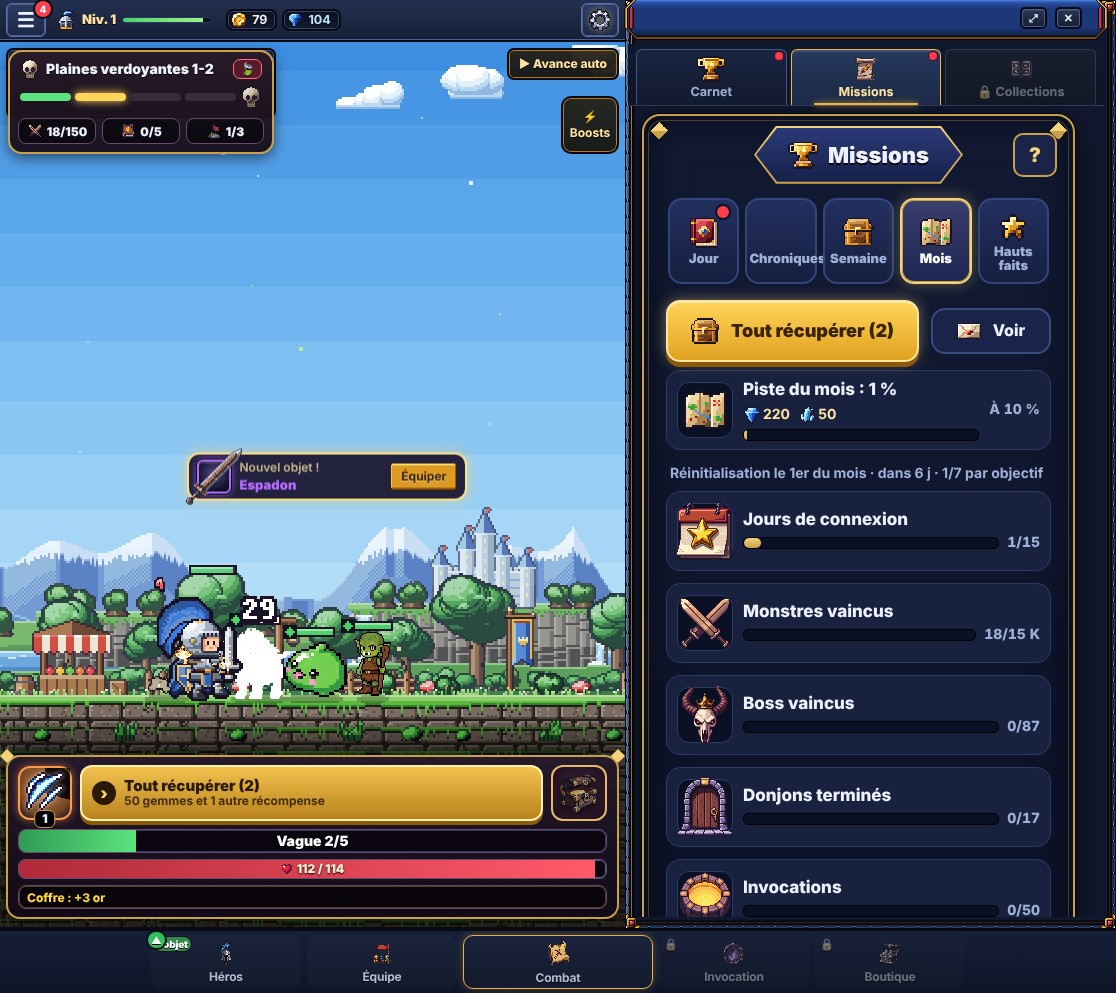 4
Niv. 1
79
104
Plaines verdoyantes 1-2
18/150
0/5
1/3
Avance auto
Boosts
Nouvel objet !
Espadon
Équiper
29
1
Tout récupérer (2)
50 gemmes et 1 autre récompense
Vague 2/5
112 / 114
Coffre : +3 or
Carnet
Missions
Collections
Missions
?
Jour
Chroniques
Semaine
Mois
Hauts
faits
Tout récupérer (2)
Voir
Piste du mois : 1 %
220
50
À 10 %
Réinitialisation le 1er du mois · dans 6 j · 1/7 par objectif
Jours de connexion
1/15
Monstres vaincus
18/15 K
Boss vaincus
0/87
Donjons terminés
0/17
Invocations
0/50
objet
Héros
Équipe
Combat
Invocation
Boutique